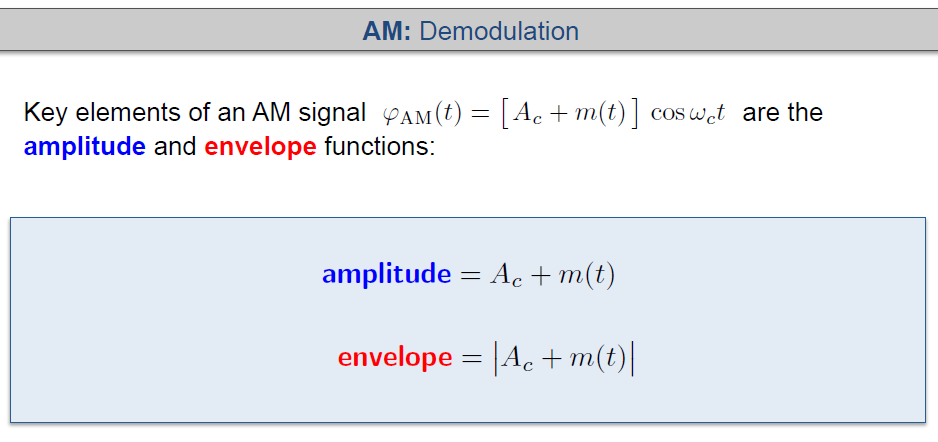 AM: Demodulation
Key elements of an AM signal φ_AM(t) = [A_c + m(t)] cos ω_c t are the
amplitude and envelope functions:
amplitude = A_c + m(t)
envelope = |A_c + m(t)|